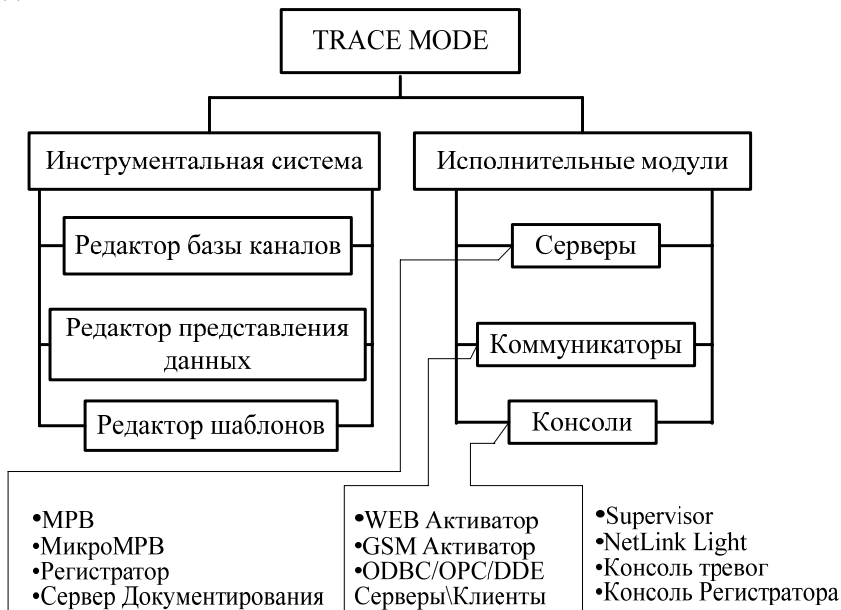 TRACE MODE
Инструментальная система
Исполнительные модули
Редактор базы каналов
Серверы
Редактор представления
данных
Коммуникаторы
Редактор шаблонов
Консоли
•МРВ
•МикроМРВ
•Регистратор
•Сервер Документирования
•WEB Активатор
•GSM Активатор
•ODBC/OPC/DDE
Серверы\Клиенты
•Supervisor
•NetLink Light
•Консоль тревог
•Консоль Регистратора